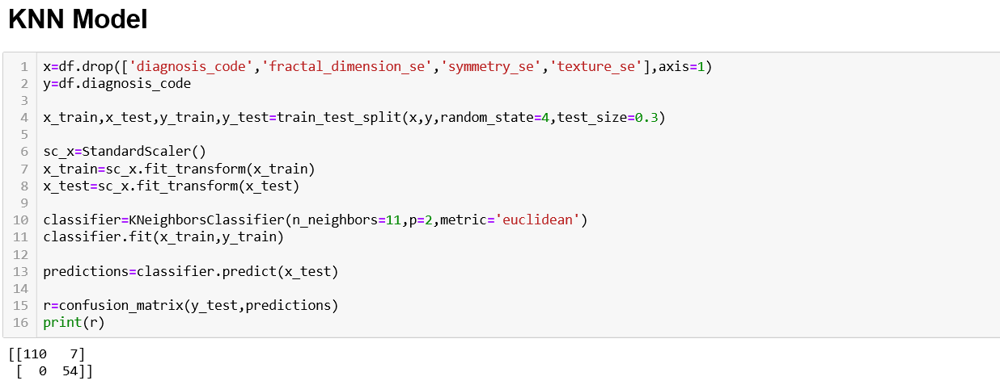 KNN Model
1 x=df.drop(['diagnosis_code','fractal_dimension_se','symmetry_se','texture_se'],axis=1)
2 y=df.diagnosis_code
3
4 x_train,x_test,y_train,y_test=train_test_split(x,y,random_state=4,test_size=0.3)
5
6 sc_x=StandardScaler()
7 x_train=sc_x.fit_transform(x_train)
8 x_test=sc_x.fit_transform(x_test)
9
10 classifier=KNeighborsClassifier(n_neighbors=11,p=2,metric='euclidean')
11 classifier.fit(x_train,y_train)
12
13 predictions=classifier.predict(x_test)
14
15 r=confusion_matrix(y_test,predictions)
16 print(r)
[[110   7]
 [  0  54]]